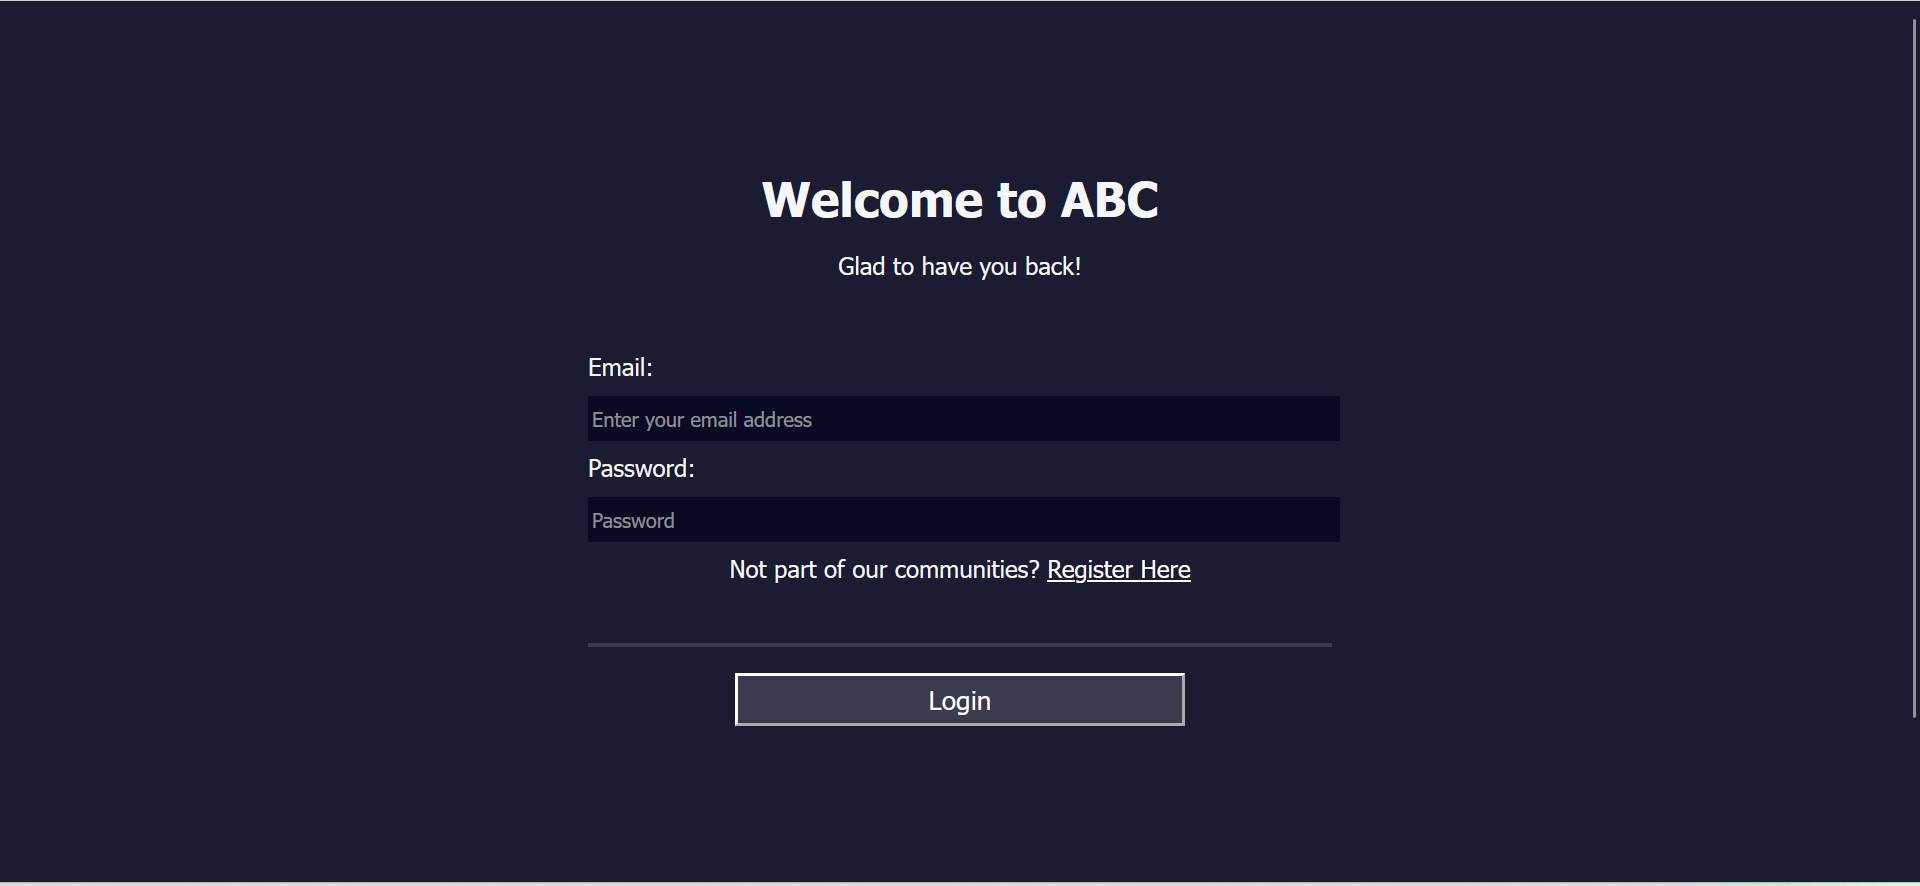 Welcome to ABC
Glad to have you back!
Email:
Enter your email address
Password:
Password
Not part of our communities? Register Here
Login